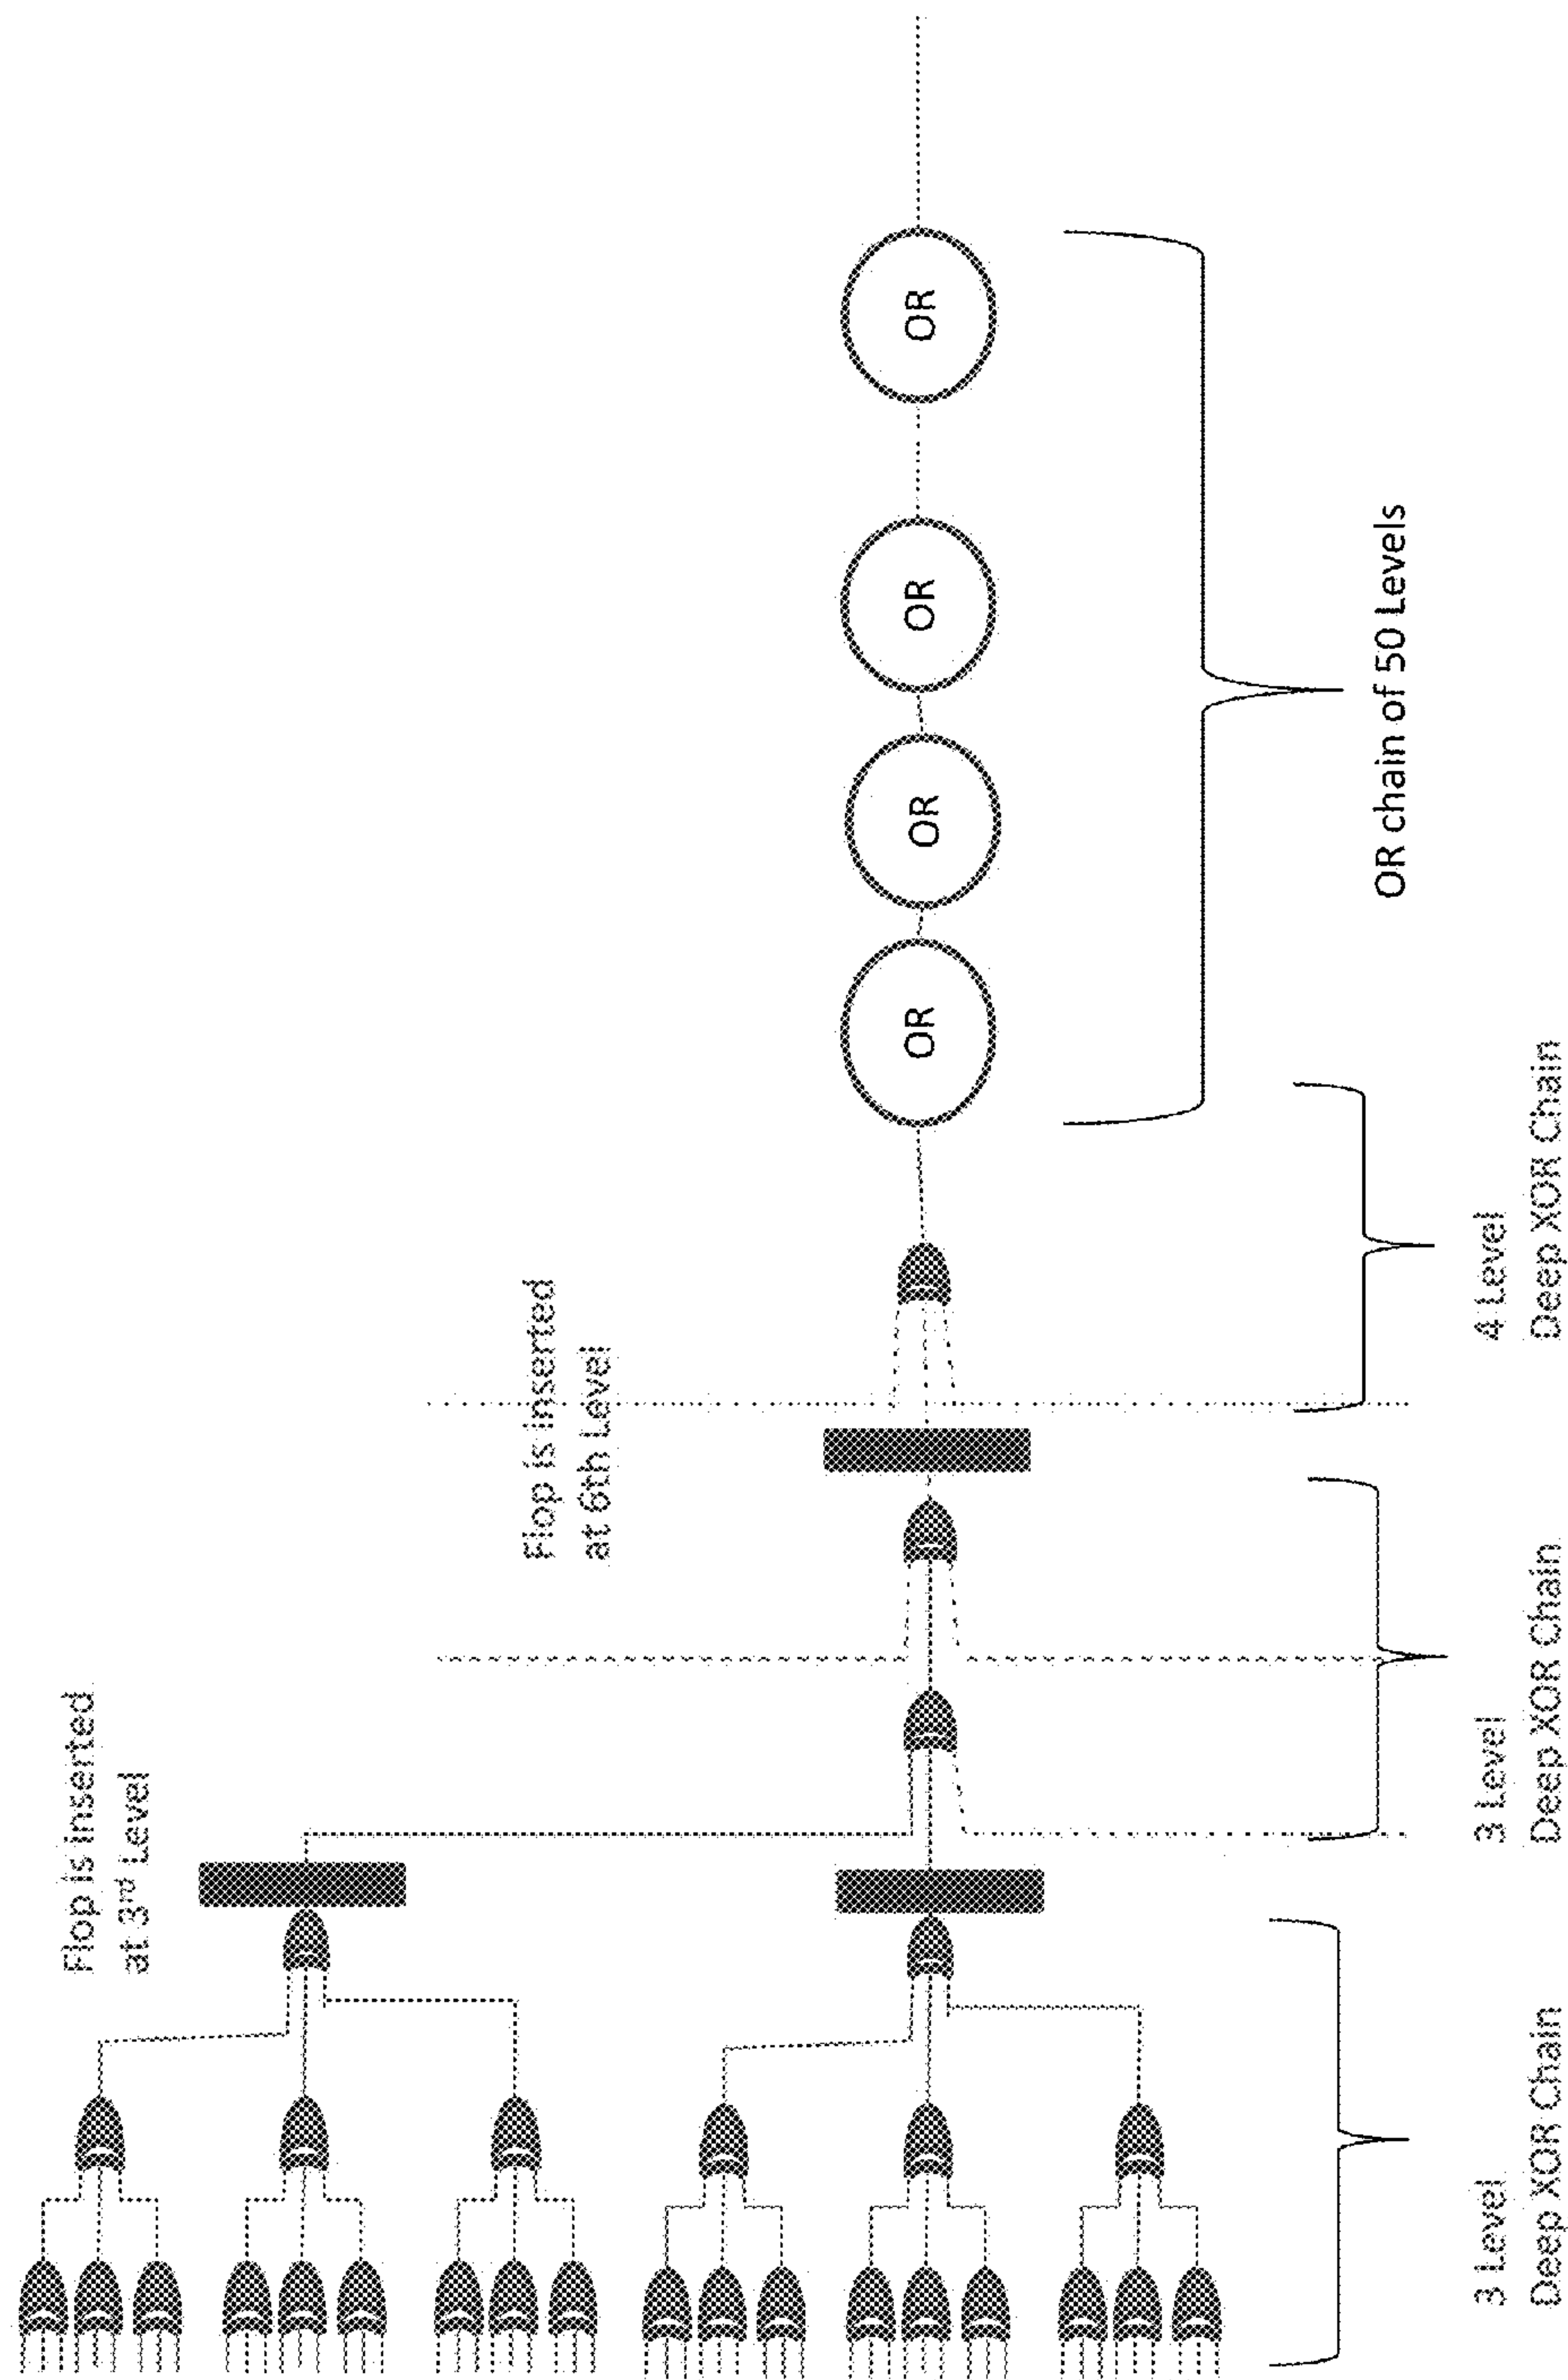 Flop is inserted
at 3rd Level
Flop is inserted
at 6th Level
OR
OR
OR
OR
3 Level
Deep XOR Chain
3 Level
Deep XOR Chain
4 Level
Deep XOR Chain
OR chain of 50 Levels